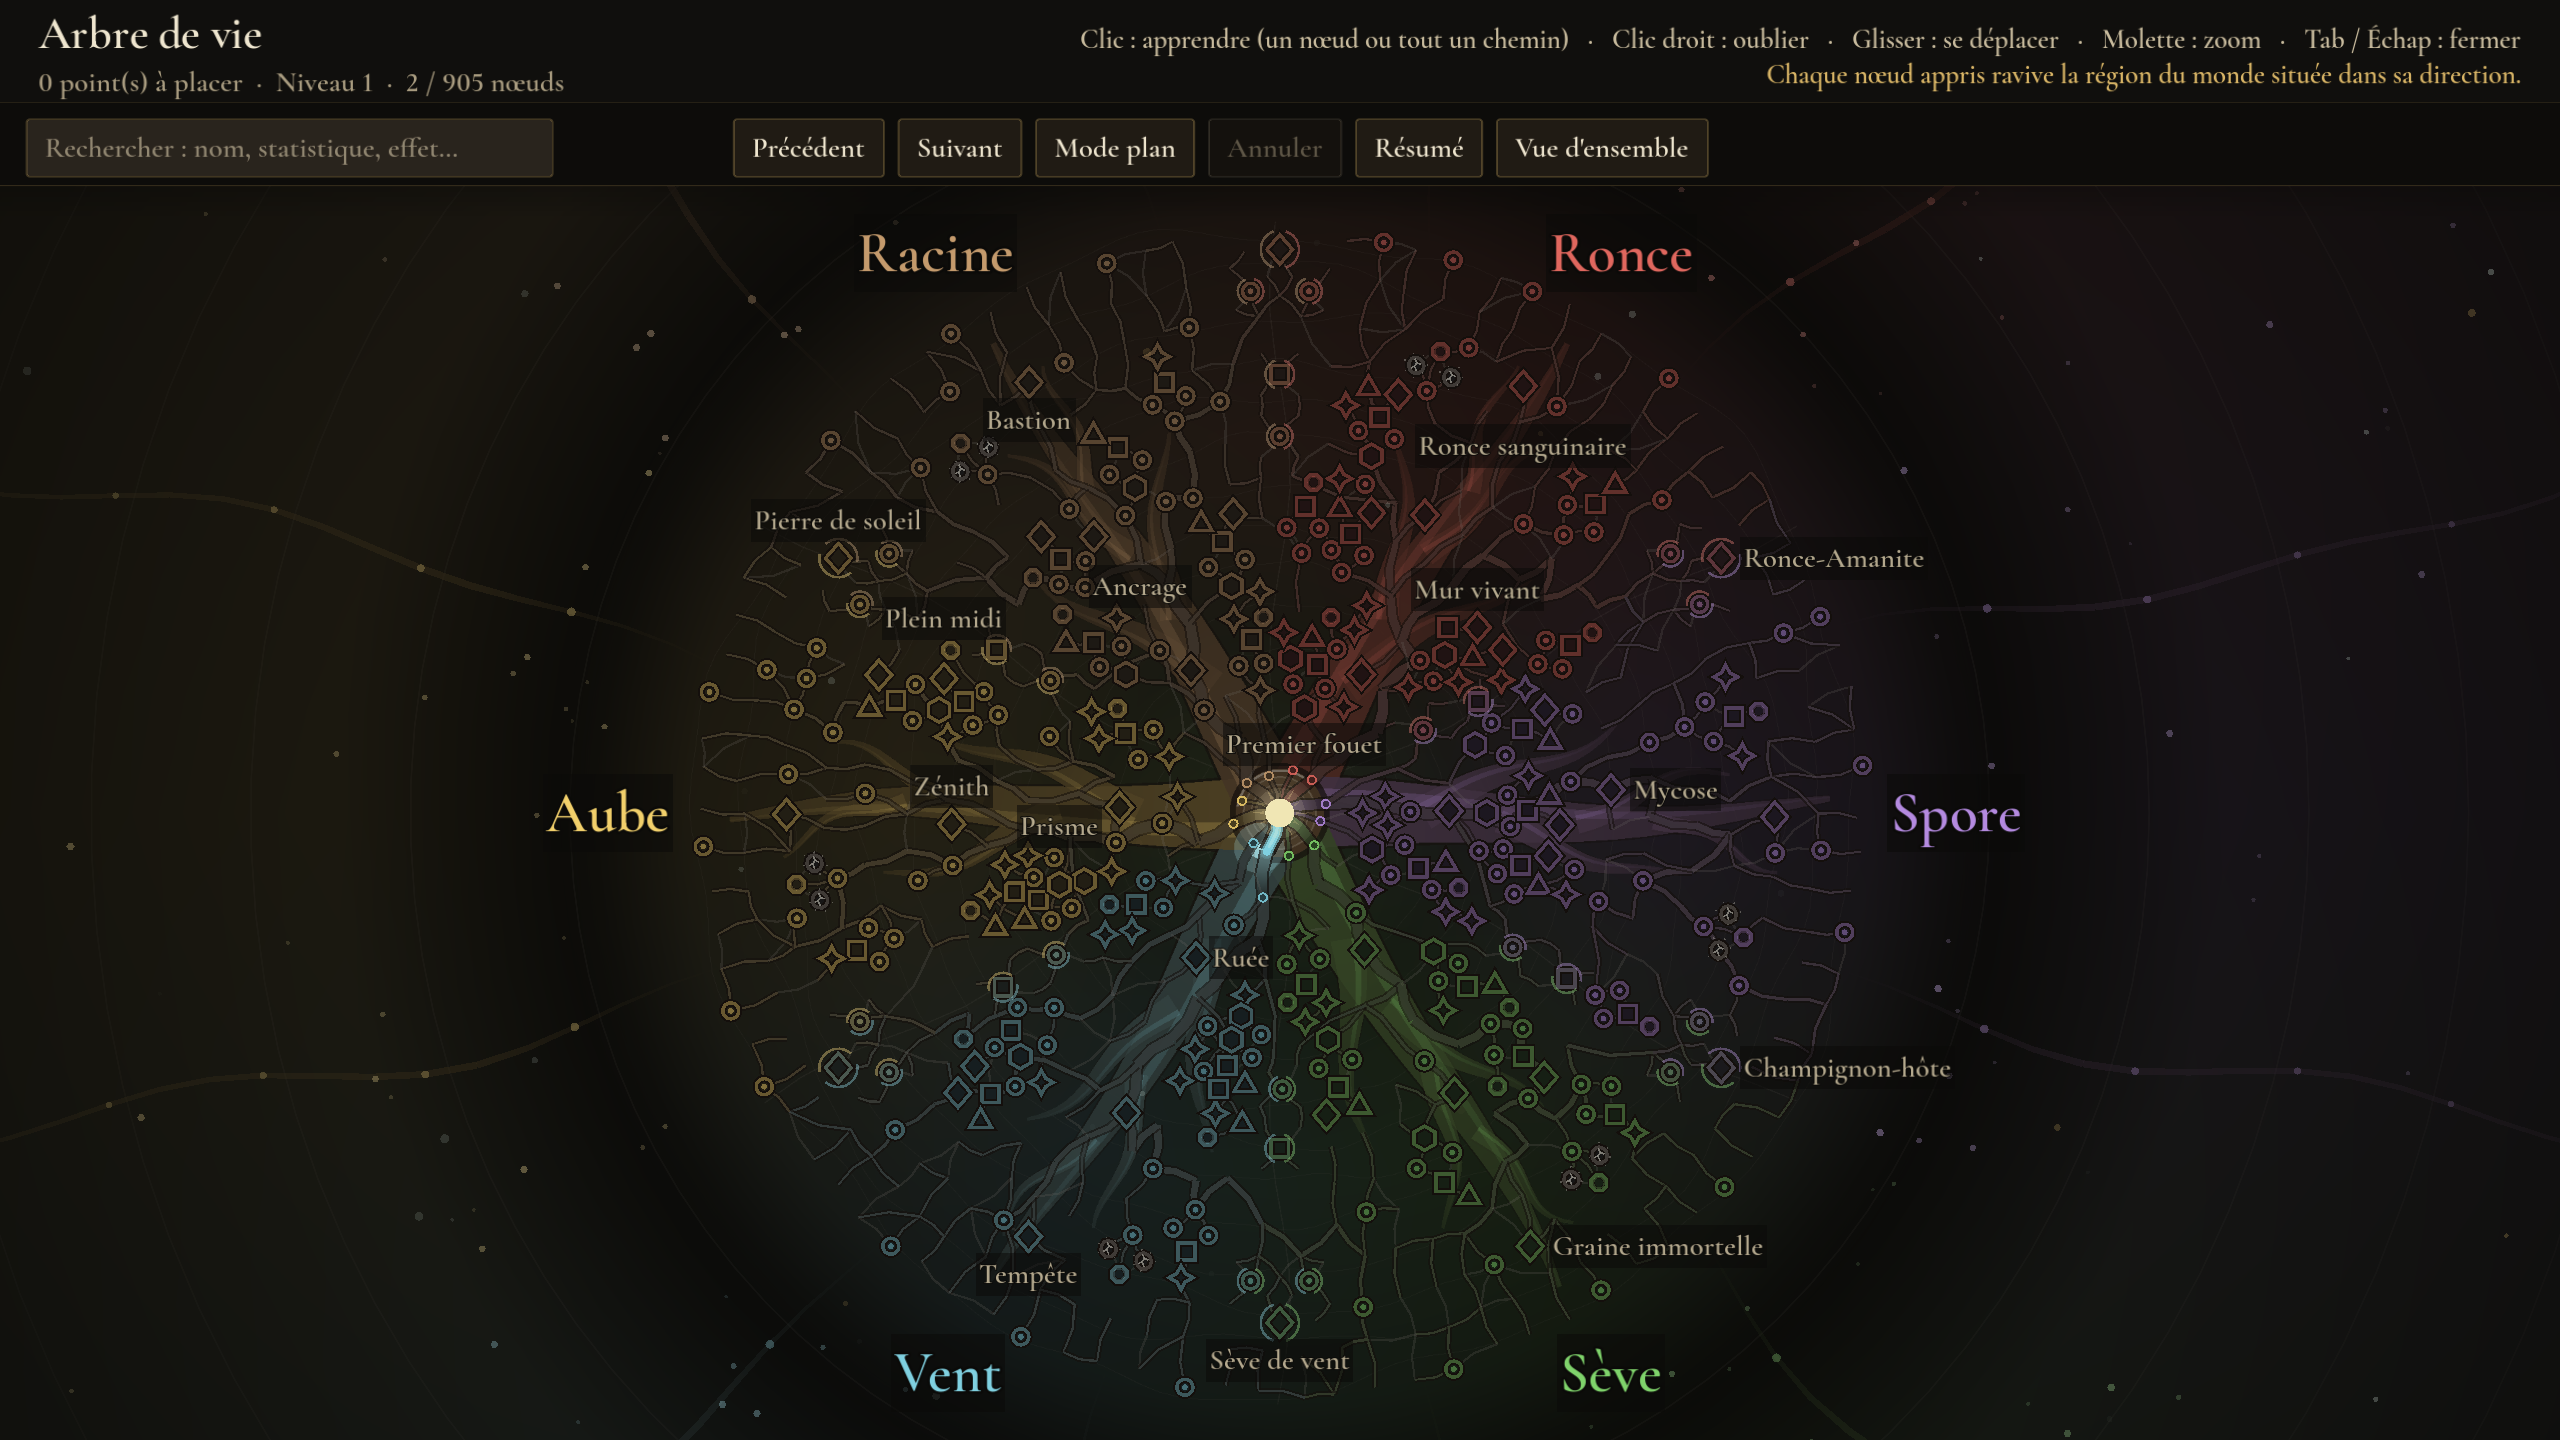 Arbre de vie
0 point(s) à placer · Niveau 1 · 2 / 905 nœuds
Clic : apprendre (un nœud ou tout un chemin) · Clic droit : oublier · Glisser : se déplacer · Molette : zoom · Tab / Échap : fermer
Chaque nœud appris ravive la région du monde située dans sa direction.
Rechercher : nom, statistique, effet...
Précédent
Suivant
Mode plan
Annuler
Résumé
Vue d'ensemble
Racine
Ronce
Bastion
Ronce sanguinaire
Pierre de soleil
Ronce-Amanite
Ancrage
Mur vivant
Plein midi
Premier fouet
Zénith
Mycose
Aube
Prisme
Spore
Ruée
Champignon-hôte
Graine immortelle
Tempête
Sève de vent
Vent
Sève